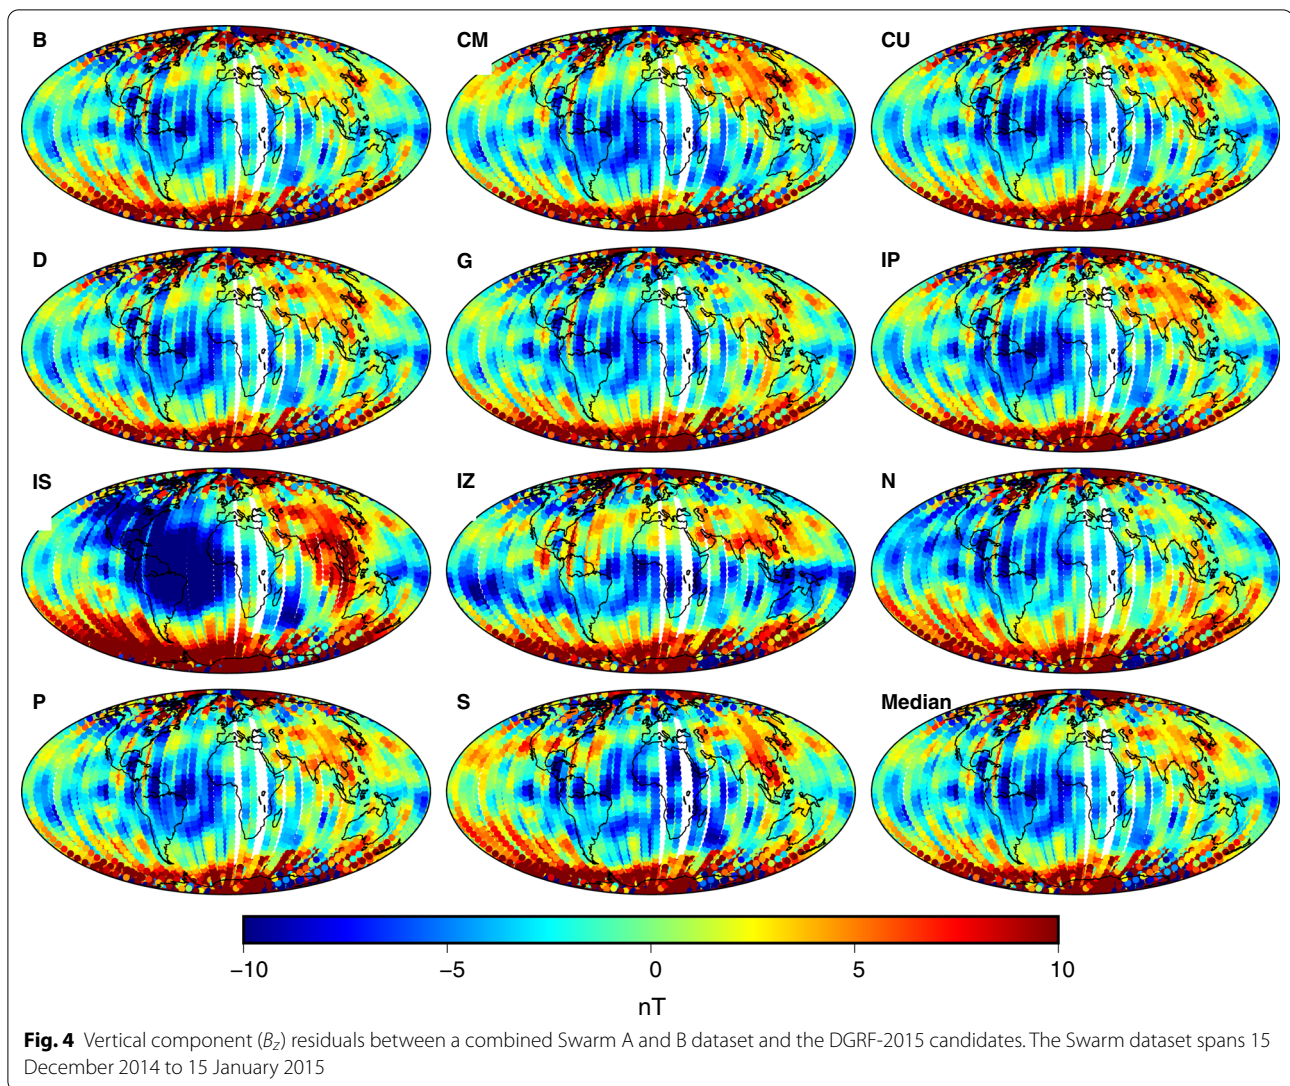 B CM CU
D G IP
IS IZ N
P S Median
−10 −5 0 5 10
nT
Fig. 4 Vertical component (BZ) residuals between a combined Swarm A and B dataset and the DGRF-2015 candidates. The Swarm dataset spans 15
December 2014 to 15 January 2015